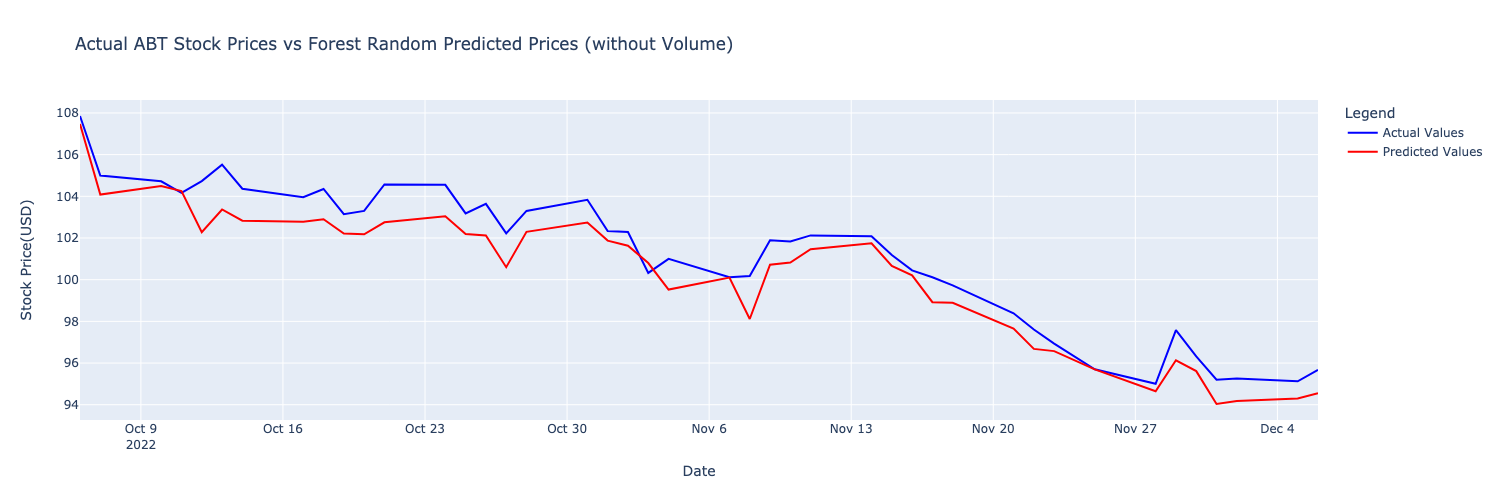 Actual ABT Stock Prices vs Forest Random Predicted Prices (without Volume)
Legend
Actual Values
Predicted Values
Stock Price(USD)
108
106
104
102
100
98
96
94
Oct 9 Oct 16 Oct 23 Oct 30 Nov 6 Nov 13 Nov 20 Nov 27 Dec 4
2022
Date